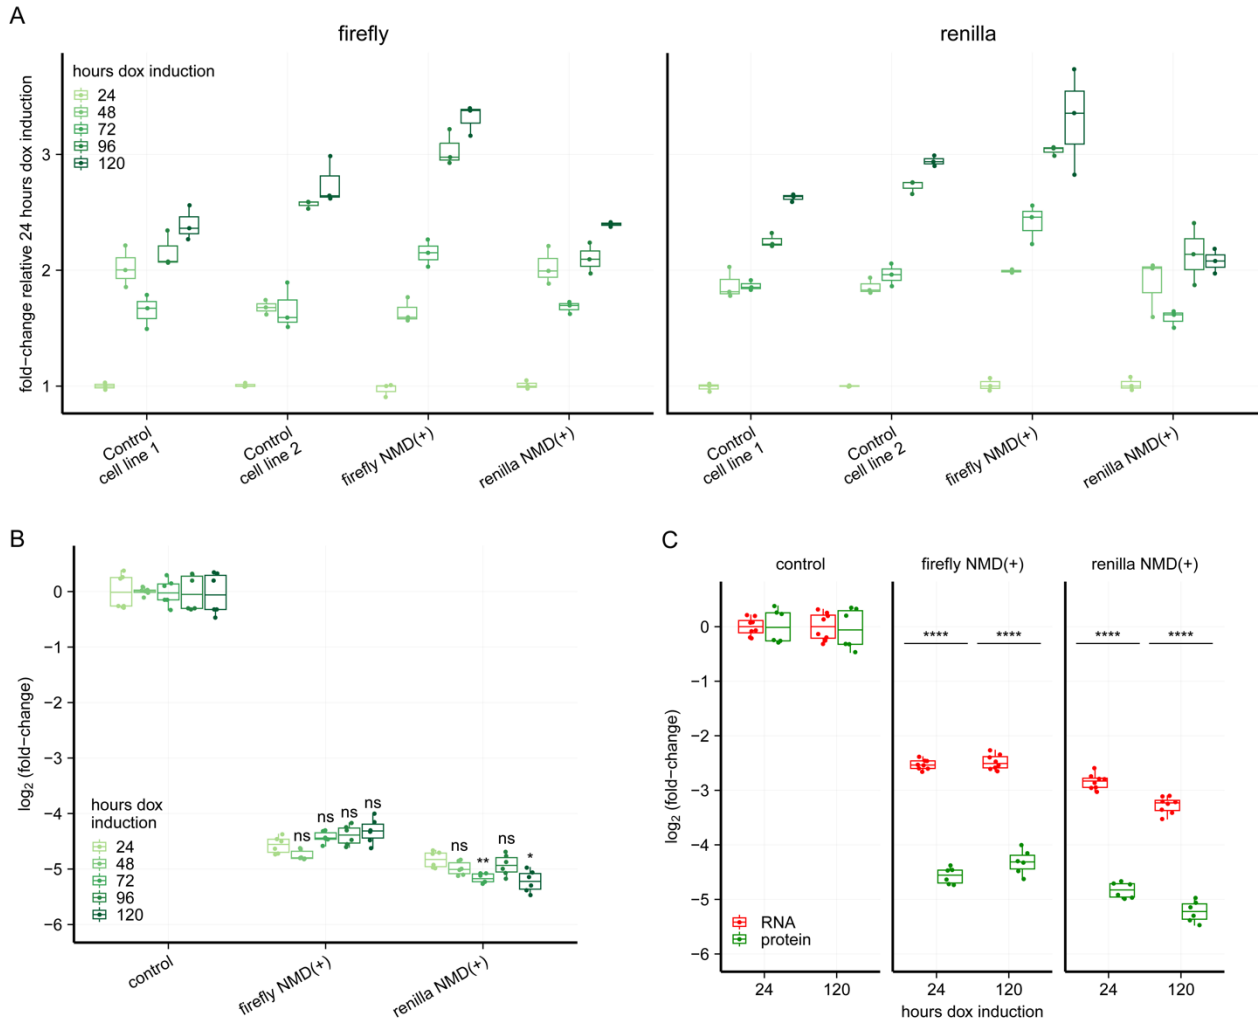 A
firefly
renilla
fold−change relative 24 hours dox induction
hours dox induction
24
48
72
96
120
3
2
1
Control
cell line 1
Control
cell line 2
firefly NMD(+)
renilla NMD(+)
Control
cell line 1
Control
cell line 2
firefly NMD(+)
renilla NMD(+)
B
log2 (fold−change)
0
−1
−2
−3
−4
−5
−6
ns
ns
ns
ns
ns
**
ns
*
hours dox
induction
24
48
72
96
120
control
firefly NMD(+)
renilla NMD(+)
C
control
firefly NMD(+)
renilla NMD(+)
log2 (fold−change)
0
−1
−2
−3
−4
−5
−6
****
****
****
****
RNA
protein
24
120
24
120
24
120
hours dox induction